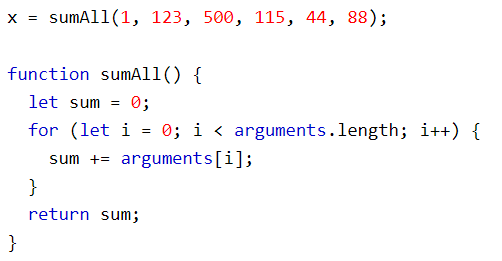 x = sumAll(1, 123, 500, 115, 44, 88);

function sumAll() {
  let sum = 0;
  for (let i = 0; i < arguments.length; i++) {
    sum += arguments[i];
  }
  return sum;
}